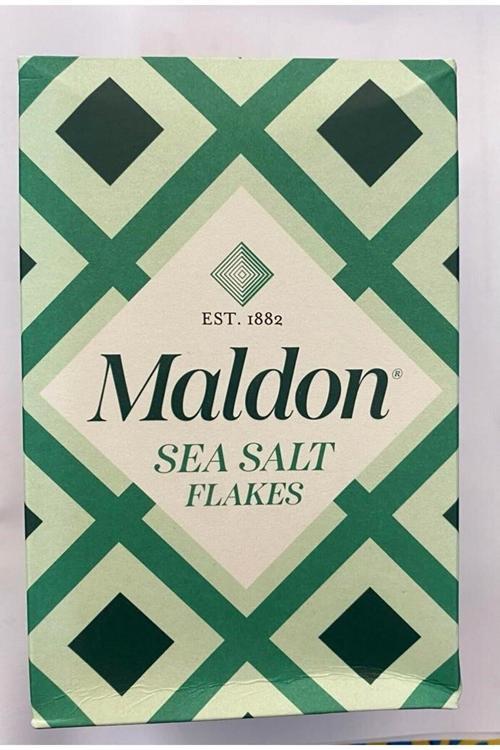 EST. 1882
Maldon®
SEA SALT
FLAKES